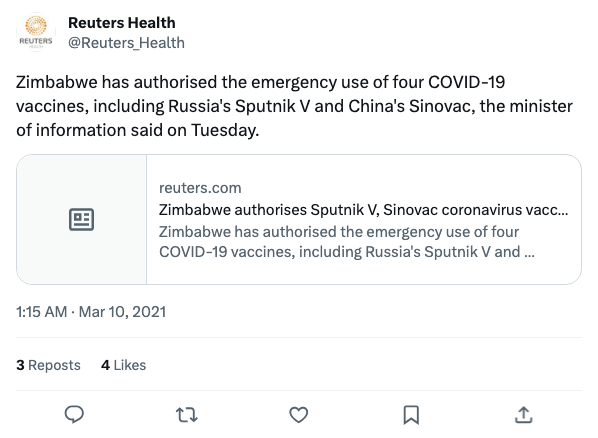 Reuters Health
@Reuters_Health
REUTERS
HEALTH
Zimbabwe has authorised the emergency use of four COVID-19
vaccines, including Russia's Sputnik V and China's Sinovac, the minister
of information said on Tuesday.
reuters.com
Zimbabwe authorises Sputnik V, Sinovac coronavirus vacc...
Zimbabwe has authorised the emergency use of four
COVID-19 vaccines, including Russia's Sputnik V and ...
1:15 AM · Mar 10, 2021
3 Reposts 4 Likes